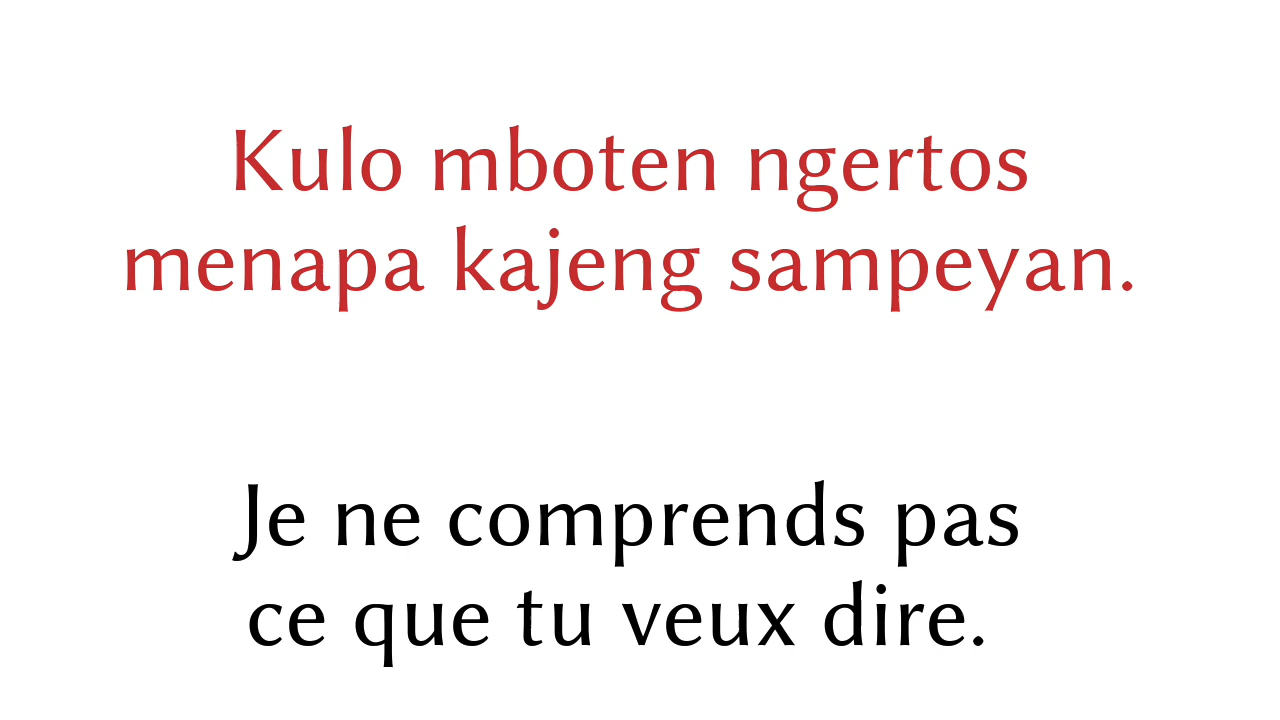 Kulo mboten ngertos
menapa kajeng sampeyan.
Je ne comprends pas
ce que tu veux dire.